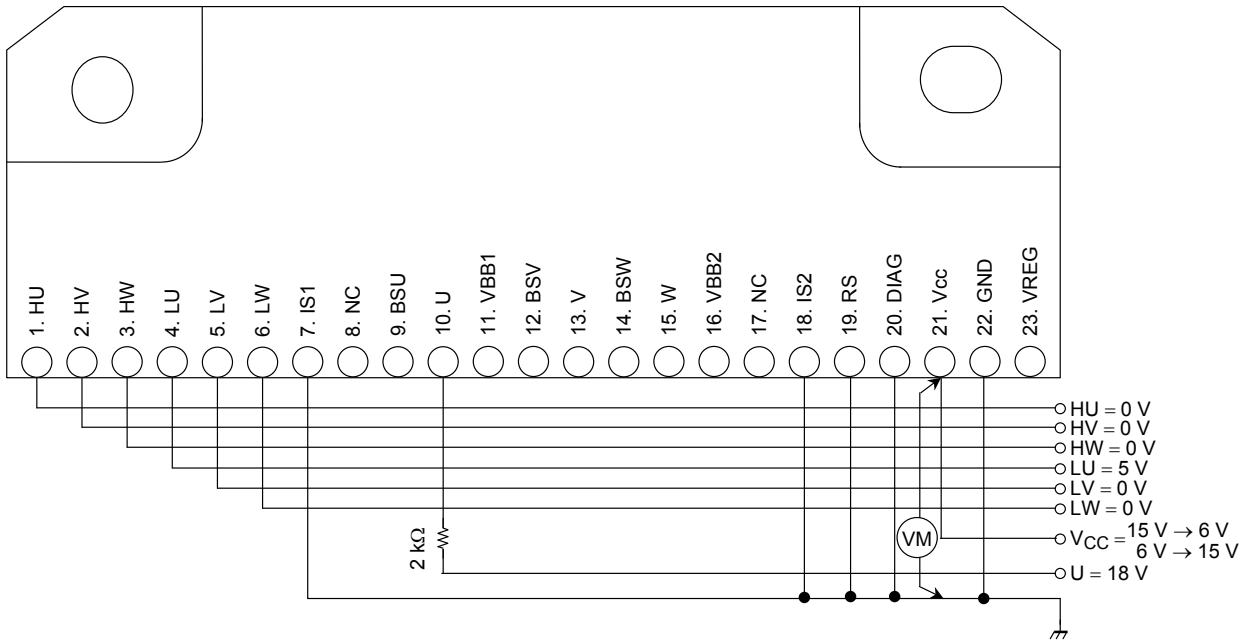 1. HU
2. HV
3. HW
4. LU
5. LV
6. LW
7. IS1
8. NC
9. BSU
10. U
11. VBB1
12. BSV
13. V
14. BSW
15. W
16. VBB2
17. NC
18. IS2
19. RS
20. DIAG
21. Vcc
22. GND
23. VREG
HU = 0 V
HV = 0 V
HW = 0 V
LU = 5 V
LV = 0 V
LW = 0 V
2 kΩ
VM
VCC = 15 V → 6 V
6 V → 15 V
U = 18 V